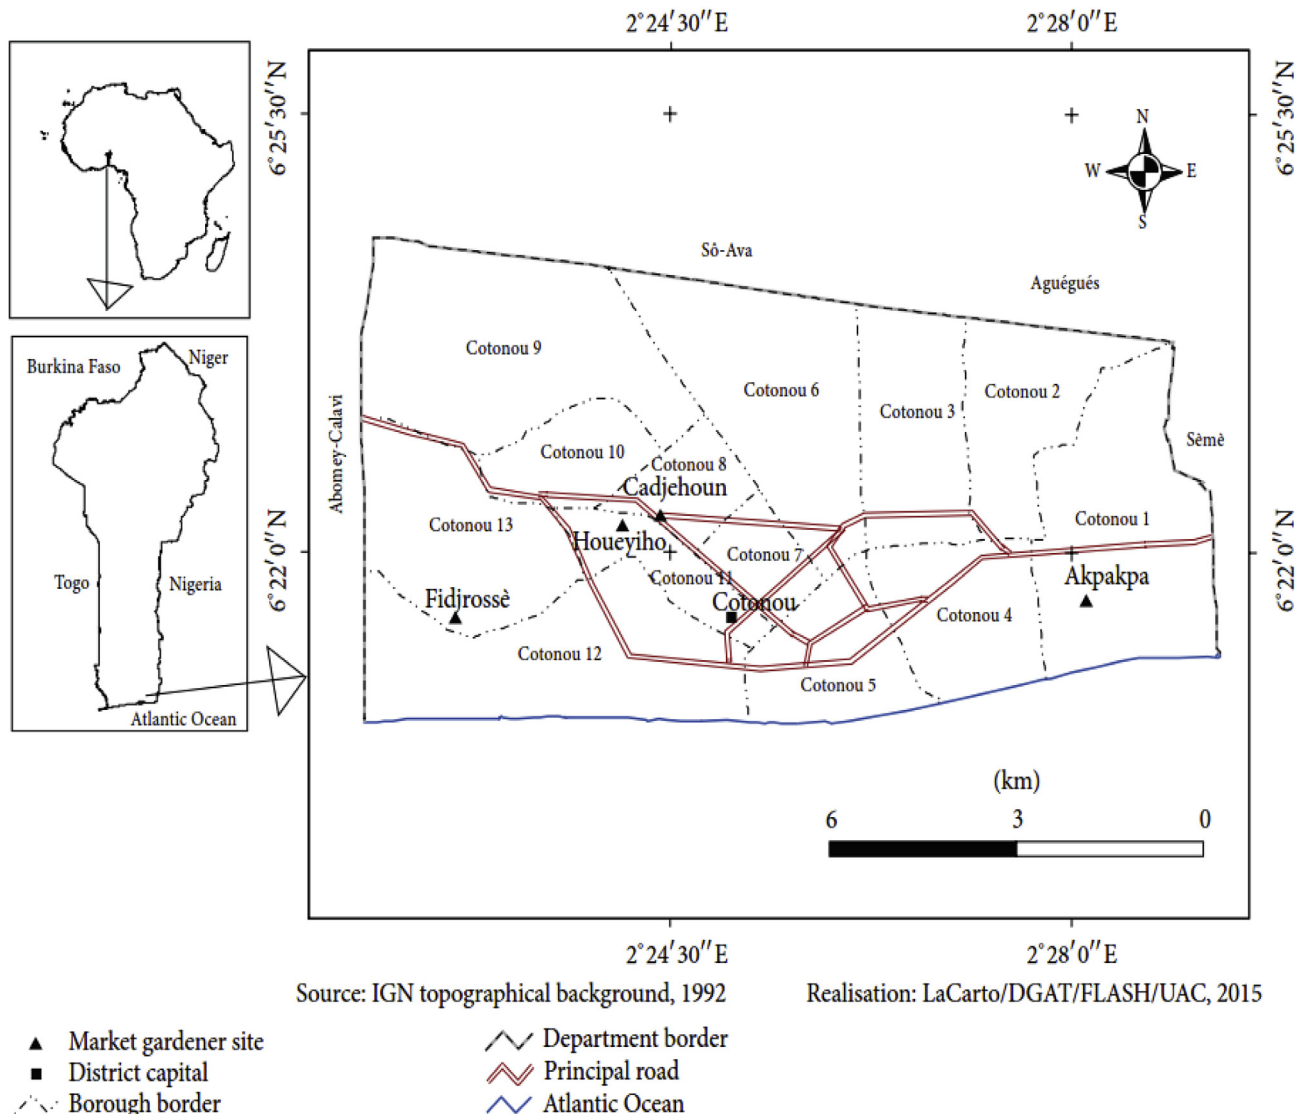 2°24′30″E
2°28′0″E
6°25′30″N
6°25′30″N
N
W
E
S
Sô-Ava
Aguégués
Burkina Faso
Niger
Cotonou 9
Cotonou 6
Cotonou 2
Cotonou 3
Abomey-Calavi
Sèmè
Cotonou 10
Cotonou 8
Cadjehoun
Cotonou 13
Cotonou 1
Houeyiho
Cotonou 7
6°22′0″N
6°22′0″N
Togo
Nigeria
Cotonou 11
Akpakpa
Fidjrossè
Cotonou
Cotonou 4
Cotonou 12
Cotonou 5
Atlantic Ocean
(km)
6
3
0
2°24′30″E
2°28′0″E
Source: IGN topographical background, 1992
Realisation: LaCarto/DGAT/FLASH/UAC, 2015
Market gardener site
District capital
Borough border
Department border
Principal road
Atlantic Ocean